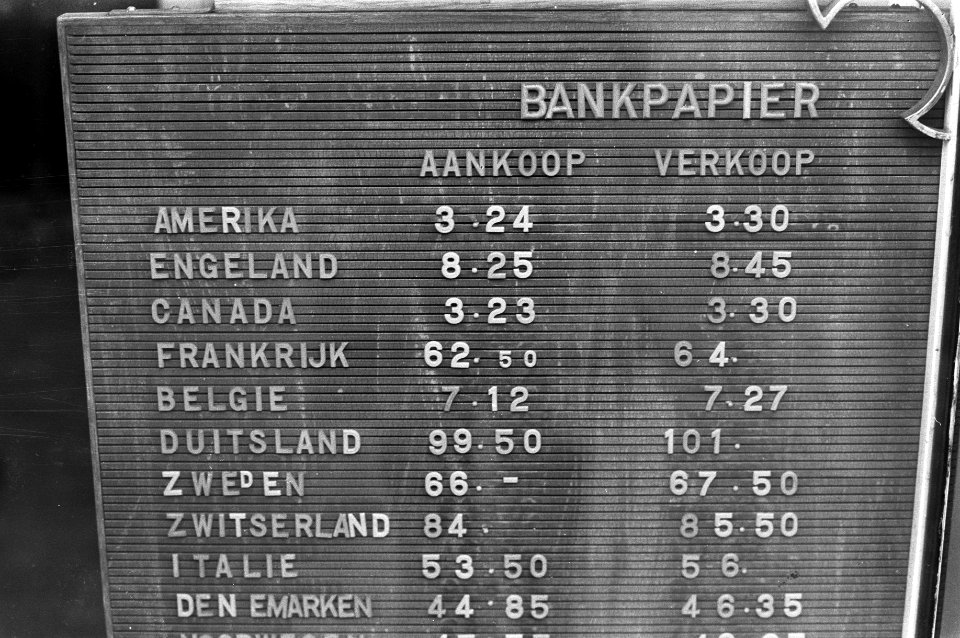 BANKPAPIER
AANKOOP VERKOOP
AMERIKA 3.24 3.30
ENGELAND 8.25 8.45
CANADA 3.23 3.30
FRANKRIJK 62.50 64.
BELGIE 7.12 7.27
DUITSLAND 99.50 101.
ZWEDEN 66.- 67.50
ZWITSERLAND 84. 85.50
ITALIE 53.50 56.
DEN EMARKEN 44.85 46.35